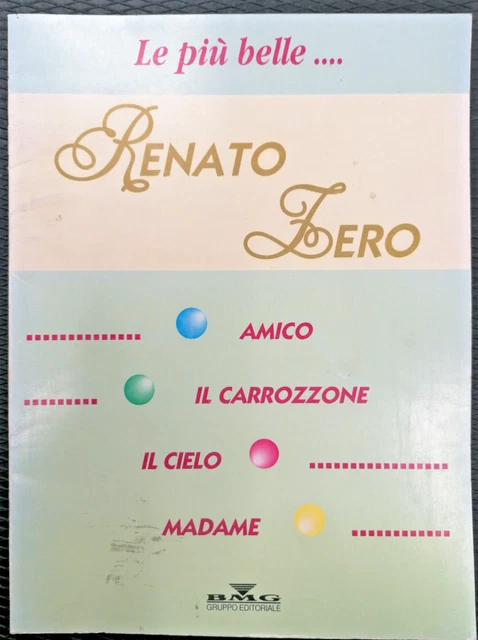 Le più belle ....
RENATO
ZERO
AMICO
IL CARROZZONE
IL CIELO
MADAME
BMG
GRUPPO EDITORIALE